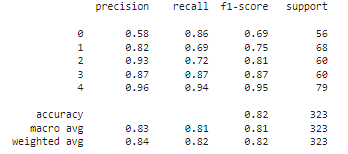 precision recall f1-score support
0 0.58 0.86 0.69 56
1 0.82 0.69 0.75 68
2 0.93 0.72 0.81 60
3 0.87 0.87 0.87 60
4 0.96 0.94 0.95 79
accuracy 0.82 323
macro avg 0.83 0.81 0.81 323
weighted avg 0.84 0.82 0.82 323